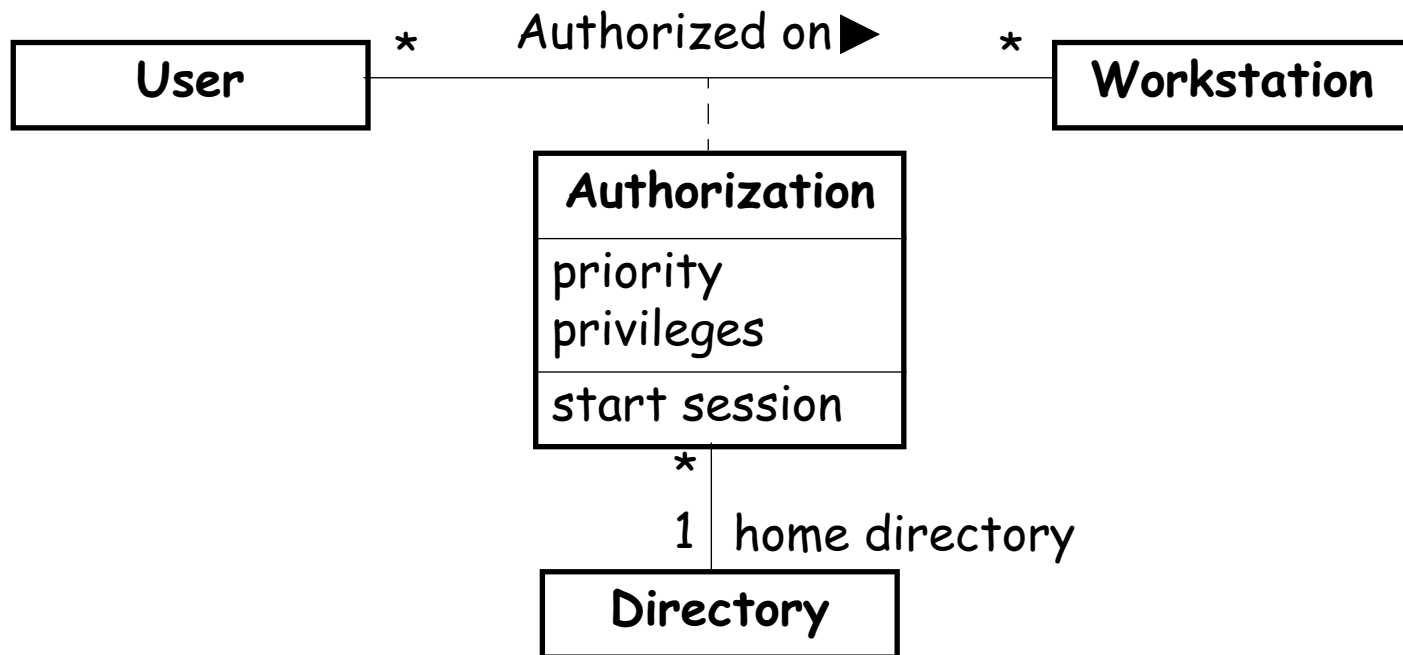 * Authorized on ▶ *
User
Workstation
Authorization
priority
privileges
start session
*
1 home directory
Directory